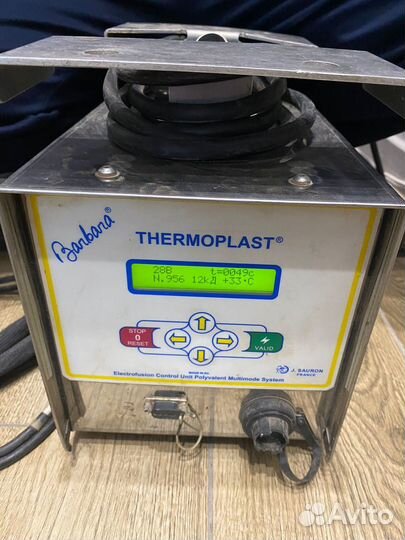 Barbara®
THERMOPLAST®
28В t=0049c
N.956 12кД +33·C
STOP
0
RESET
VALID
J. SAURON
FRANCE
Electrofusion Control Unit Polyvalent Multimode System
Avito